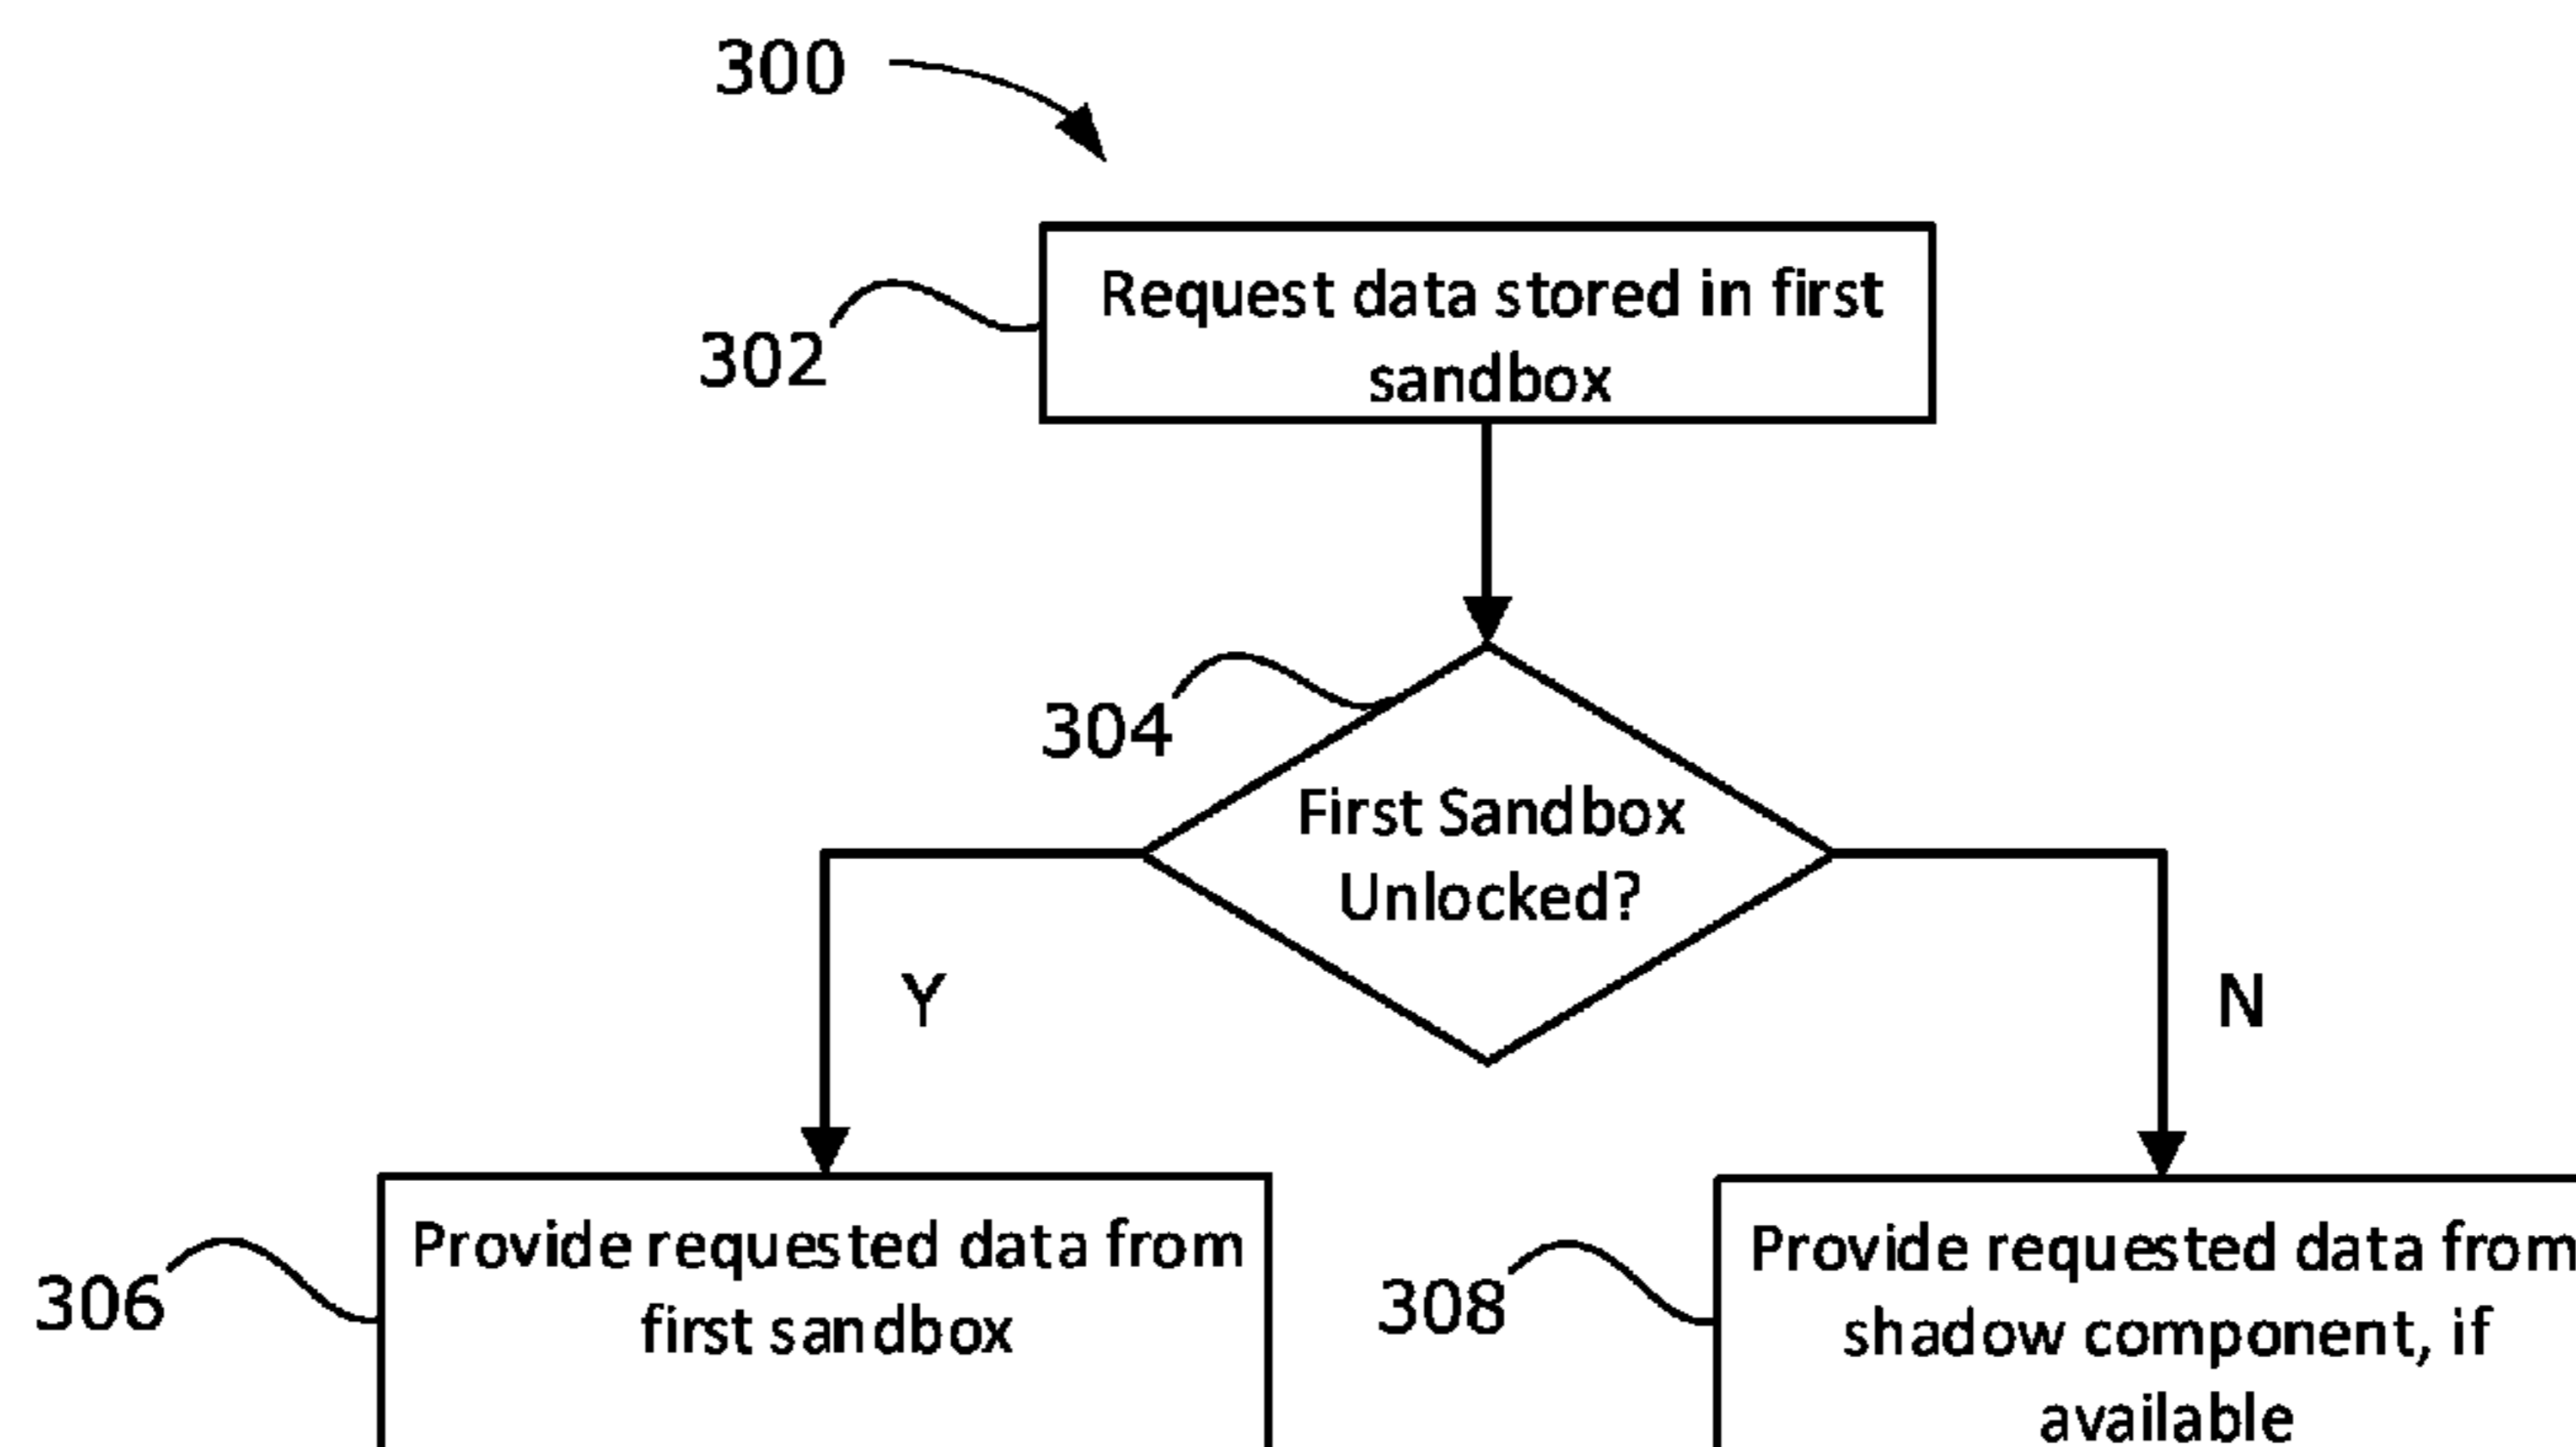 300
302
Request data stored in first
sandbox
304
First Sandbox
Unlocked?
Y
N
306
Provide requested data from
first sandbox
308
Provide requested data from
shadow component, if
available